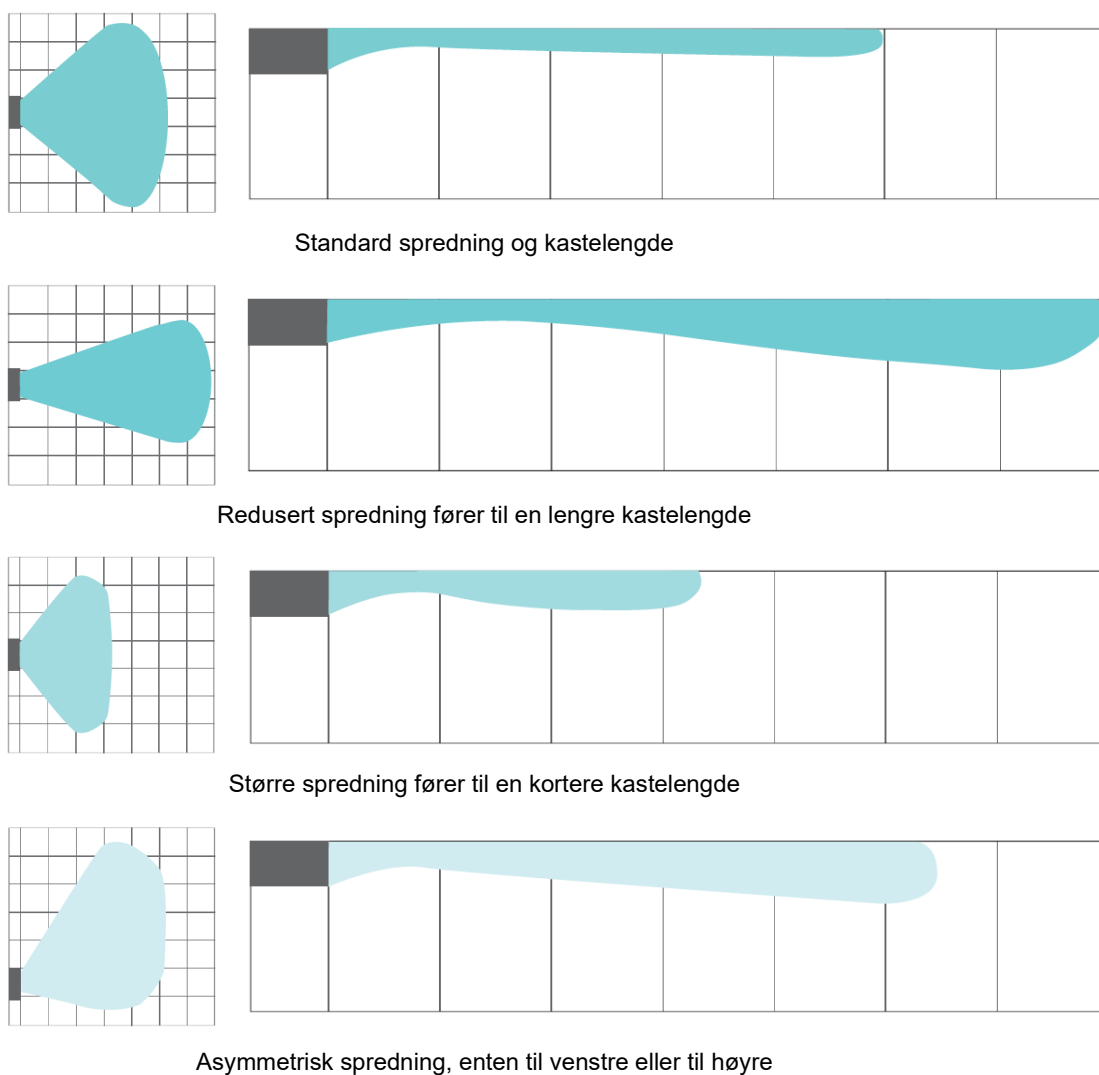 Standard spredning og kastelengde
Redusert spredning fører til en lengre kastelengde
Større spredning fører til en kortere kastelengde
Asymmetrisk spredning, enten til venstre eller til høyre